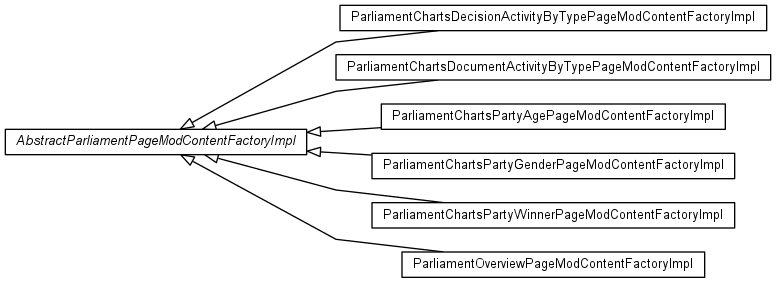 ParliamentChartsDecisionActivityByTypePageModContentFactoryImpl
ParliamentChartsDocumentActivityByTypePageModContentFactoryImpl
ParliamentChartsPartyAgePageModContentFactoryImpl
AbstractParliamentPageModContentFactoryImpl
ParliamentChartsPartyGenderPageModContentFactoryImpl
ParliamentChartsPartyWinnerPageModContentFactoryImpl
ParliamentOverviewPageModContentFactoryImpl